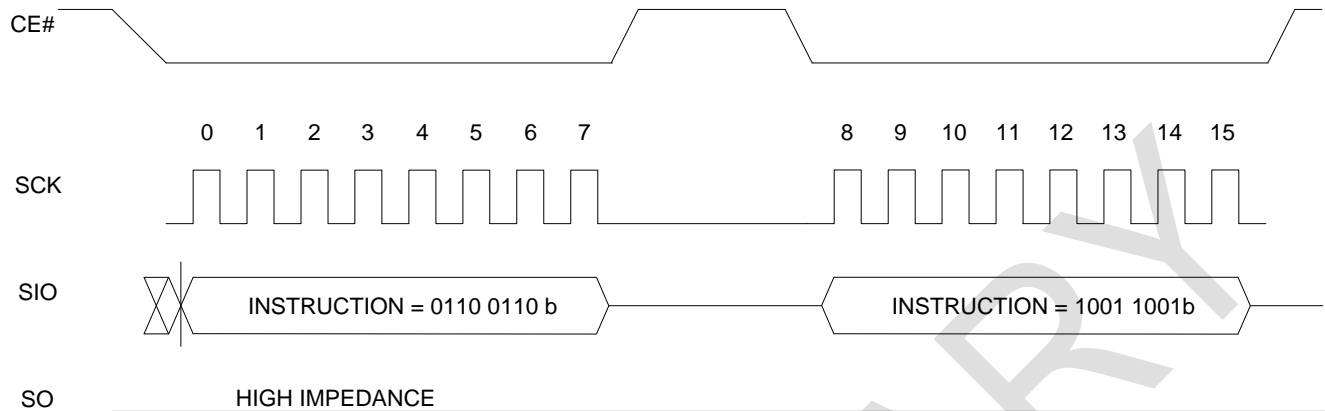 CE#
0 1 2 3 4 5 6 7 8 9 10 11 12 13 14 15
SCK
SIO
INSTRUCTION = 0110 0110 b INSTRUCTION = 1001 1001b
SO HIGH IMPEDANCE
RY